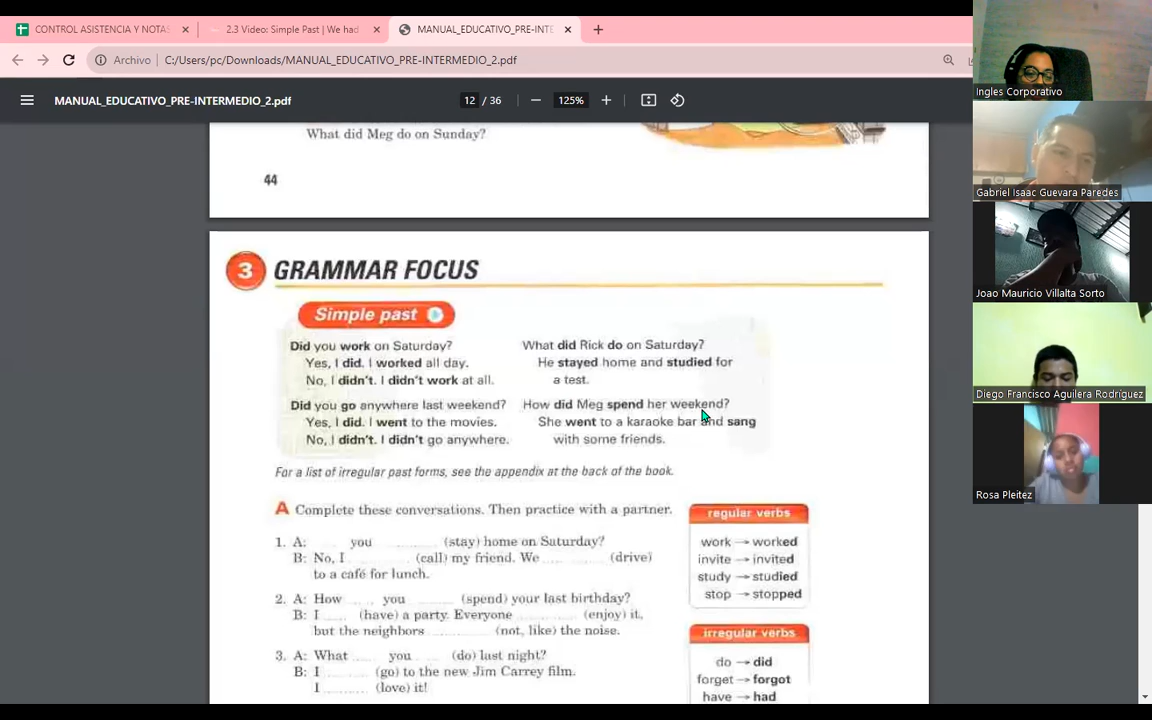 CONTROL ASISTENCIA Y NOTAS
2.3 Video: Simple Past | We had
MANUAL_EDUCATIVO_PRE-INTE
Archivo C:/Users/pc/Downloads/MANUAL_EDUCATIVO_PRE-INTERMEDIO_2.pdf
MANUAL_EDUCATIVO_PRE-INTERMEDIO_2.pdf
12 / 36
125%
What did Meg do on Sunday?
44
3 GRAMMAR FOCUS
Simple past
Did you work on Saturday?
Yes, I did. I worked all day.
No, I didn't. I didn't work at all.
Did you go anywhere last weekend?
Yes, I did. I went to the movies.
No, I didn't. I didn't go anywhere.
What did Rick do on Saturday?
He stayed home and studied for
a test.
How did Meg spend her weekend?
She went to a karaoke bar and sang
with some friends.
For a list of irregular past forms, see the appendix at the back of the book.
A Complete these conversations. Then practice with a partner.
1. A: you (stay) home on Saturday?
B: No, I (call) my friend. We (drive)
to a café for lunch.
2. A: How you (spend) your last birthday?
B: I (have) a party. Everyone (enjoy) it,
but the neighbors (not, like) the noise.
3. A: What you (do) last night?
B: I (go) to the new Jim Carrey film.
I (love) it!
regular verbs
work → worked
invite → invited
study → studied
stop → stopped
irregular verbs
do → did
forget → forgot
have → had
Ingles Corporativo
Gabriel Isaac Guevara Paredes
Joao Mauricio Villalta Sorto
Diego Francisco Aguilera Rodríguez
Rosa Pleitez